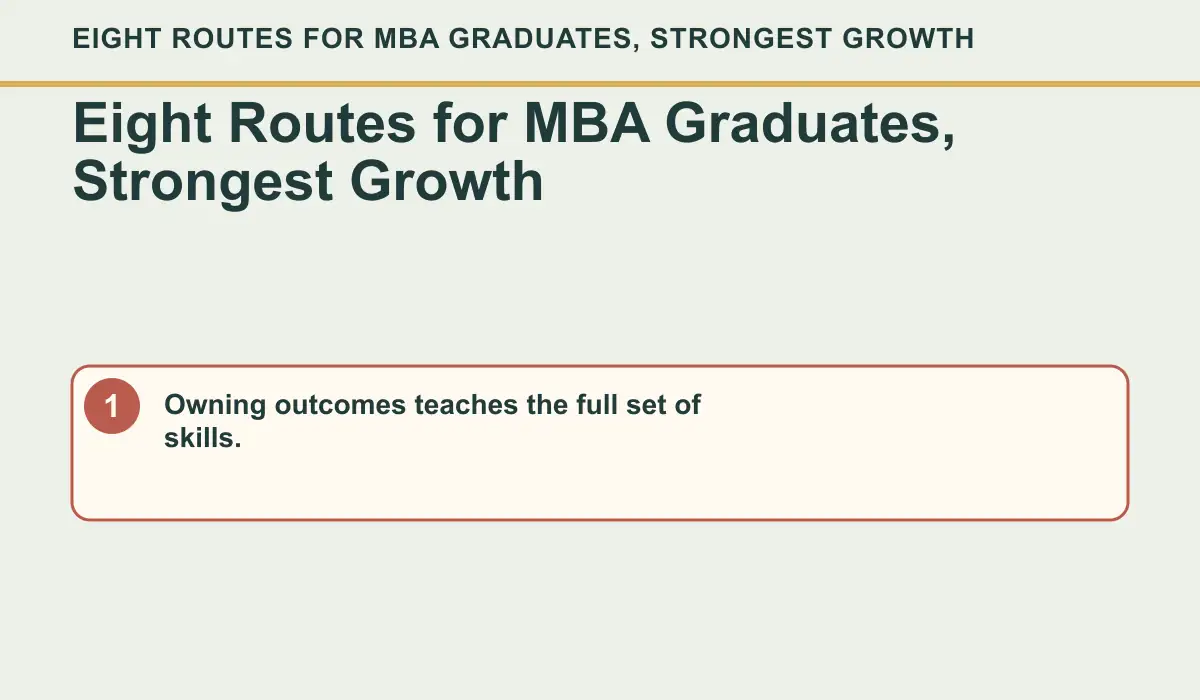 EIGHT ROUTES FOR MBA GRADUATES, STRONGEST GROWTH
Eight Routes for MBA Graduates,
Strongest Growth
1
Owning outcomes teaches the full set of
skills.